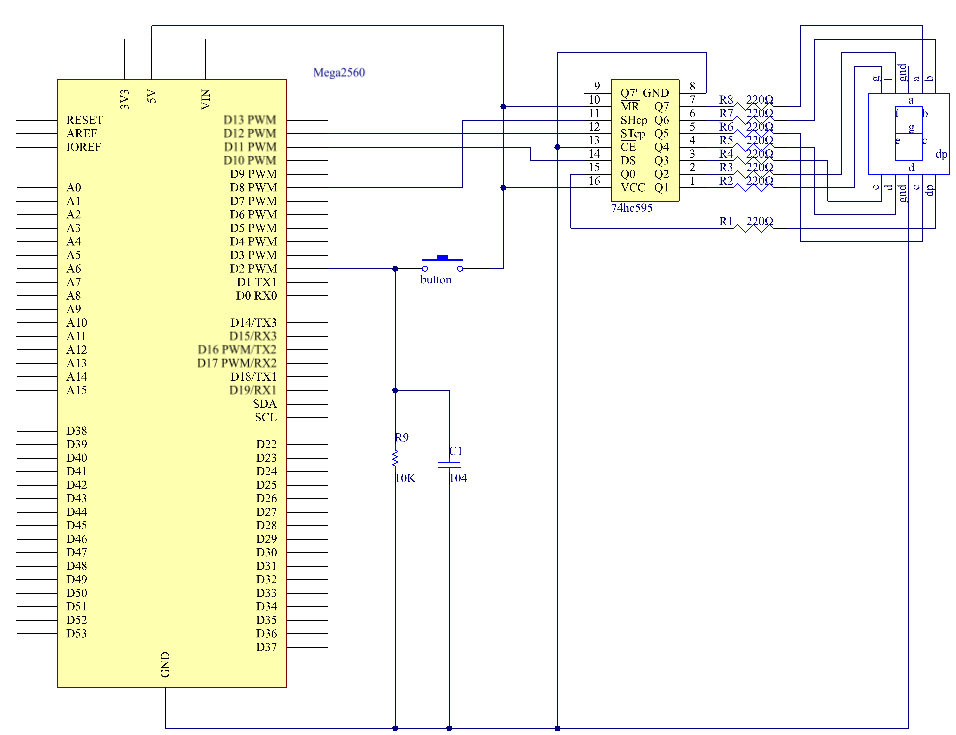 Mega2560
3V3
5V
VIN
RESET
AREF
IOREF
A0
A1
A2
A3
A4
A5
A6
A7
A8
A9
A10
A11
A12
A13
A14
A15
D38
D39
D40
D41
D42
D43
D44
D45
D46
D47
D48
D49
D50
D51
D52
D53
D13 PWM
D12 PWM
D11 PWM
D10 PWM
D9 PWM
D8 PWM
D7 PWM
D6 PWM
D5 PWM
D4 PWM
D3 PWM
D2 PWM
D1 TX1
D0 RX0
D14/TX3
D15/RX3
D16 PWM/TX2
D17 PWM/RX2
D18/TX1
D19/RX1
SDA
SCL
D22
D23
D24
D25
D26
D27
D28
D29
D30
D31
D32
D33
D34
D35
D36
D37
GND
button
R9
10K
C1
104
9 Q7' GND 8
10 MR Q7 7
11 SHcp Q6 6
12 STcp Q5 5
13 CE Q4 4
14 DS Q3 3
15 Q0 Q2 2
16 VCC Q1 1
74hc595
R8 220Ω
R7 220Ω
R6 220Ω
R5 220Ω
R4 220Ω
R3 220Ω
R2 220Ω
R1 220Ω
g
f
gnd
a
b
a
f
b
g
e
c
d
dp
e
d
gnd
c
dp